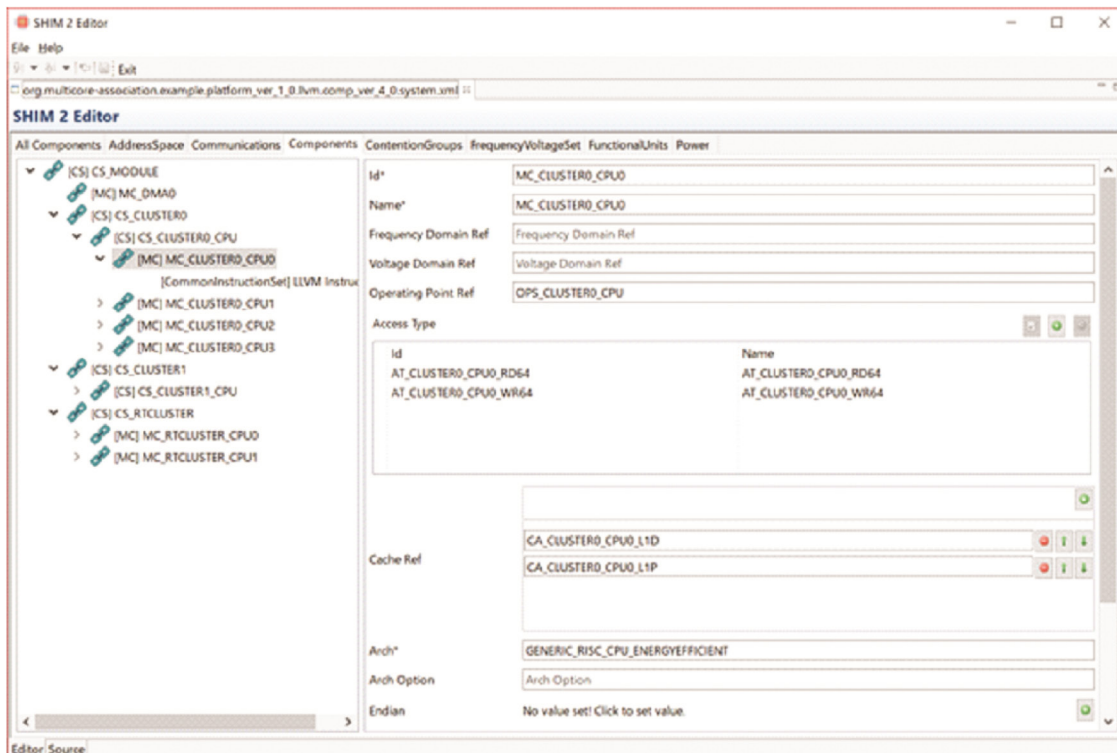 SHIM 2 Editor
File Help
Exit
org.multicore-association.example.platform_ver_1_0.llvm.comp_ver_4_0.system.xml
SHIM 2 Editor
All Components AddressSpace Communications Components ContentionGroups FrequencyVoltageSet FunctionalUnits Power
[CS] CS_MODULE
[MC] MC_DMA0
[CS] CS_CLUSTER0
[CS] CS_CLUSTER0_CPU
[MC] MC_CLUSTER0_CPU0
[CommonInstructionSet] LLVM Instruc
[MC] MC_CLUSTER0_CPU1
[MC] MC_CLUSTER0_CPU2
[MC] MC_CLUSTER0_CPU3
[CS] CS_CLUSTER1
[CS] CS_CLUSTER1_CPU
[CS] CS_RTCLUSTER
[MC] MC_RTCLUSTER_CPU0
[MC] MC_RTCLUSTER_CPU1
Id* MC_CLUSTER0_CPU0
Name* MC_CLUSTER0_CPU0
Frequency Domain Ref Frequency Domain Ref
Voltage Domain Ref Voltage Domain Ref
Operating Point Ref OPS_CLUSTER0_CPU
Access Type
Id Name
AT_CLUSTER0_CPU0_RD64 AT_CLUSTER0_CPU0_RD64
AT_CLUSTER0_CPU0_WR64 AT_CLUSTER0_CPU0_WR64
Cache Ref
CA_CLUSTER0_CPU0_L1D
CA_CLUSTER0_CPU0_L1P
Arch* GENERIC_RISC_CPU_ENERGYEFFICIENT
Arch Option Arch Option
Endian No value set! Click to set value.
Editor Source